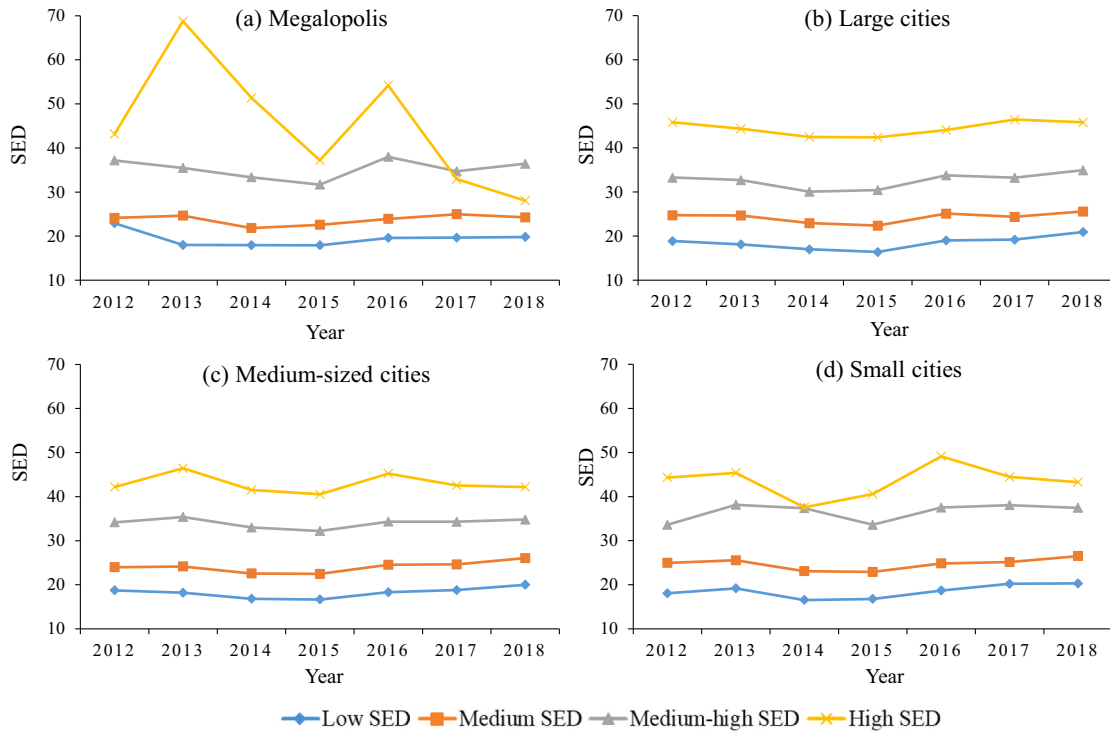 (a) Megalopolis
70
60
50
40
30
20
10
SED
2012 2013 2014 2015 2016 2017 2018
Year
(b) Large cities
70
60
50
40
30
20
10
SED
2012 2013 2014 2015 2016 2017 2018
Year
(c) Medium-sized cities
70
60
50
40
30
20
10
SED
2012 2013 2014 2015 2016 2017 2018
Year
(d) Small cities
70
60
50
40
30
20
10
SED
2012 2013 2014 2015 2016 2017 2018
Year
Low SED Medium SED Medium-high SED High SED